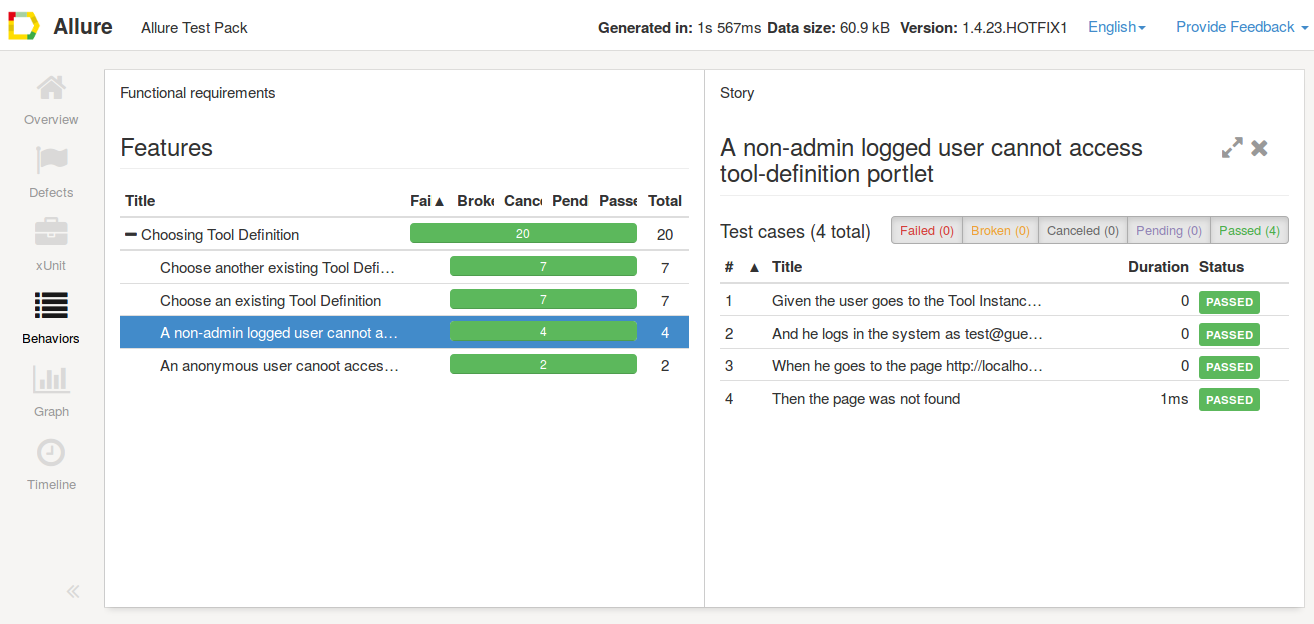 Allure Allure Test Pack Generated in: 1s 567ms Data size: 60.9 kB Version: 1.4.23.HOTFIX1 English Provide Feedback
Overview
Defects
xUnit
Behaviors
Graph
Timeline
Functional requirements
Features
Title Fai ▲ Broke Cance Pend Passe Total
Choosing Tool Definition 20 20
Choose another existing Tool Defi… 7 7
Choose an existing Tool Definition 7 7
A non-admin logged user cannot a… 4 4
An anonymous user canoot acces… 2 2
Story
A non-admin logged user cannot access
tool-definition portlet
Test cases (4 total) Failed (0) Broken (0) Canceled (0) Pending (0) Passed (4)
# ▲ Title Duration Status
1 Given the user goes to the Tool Instanc… 0 PASSED
2 And he logs in the system as test@gue… 0 PASSED
3 When he goes to the page http://localho… 0 PASSED
4 Then the page was not found 1ms PASSED